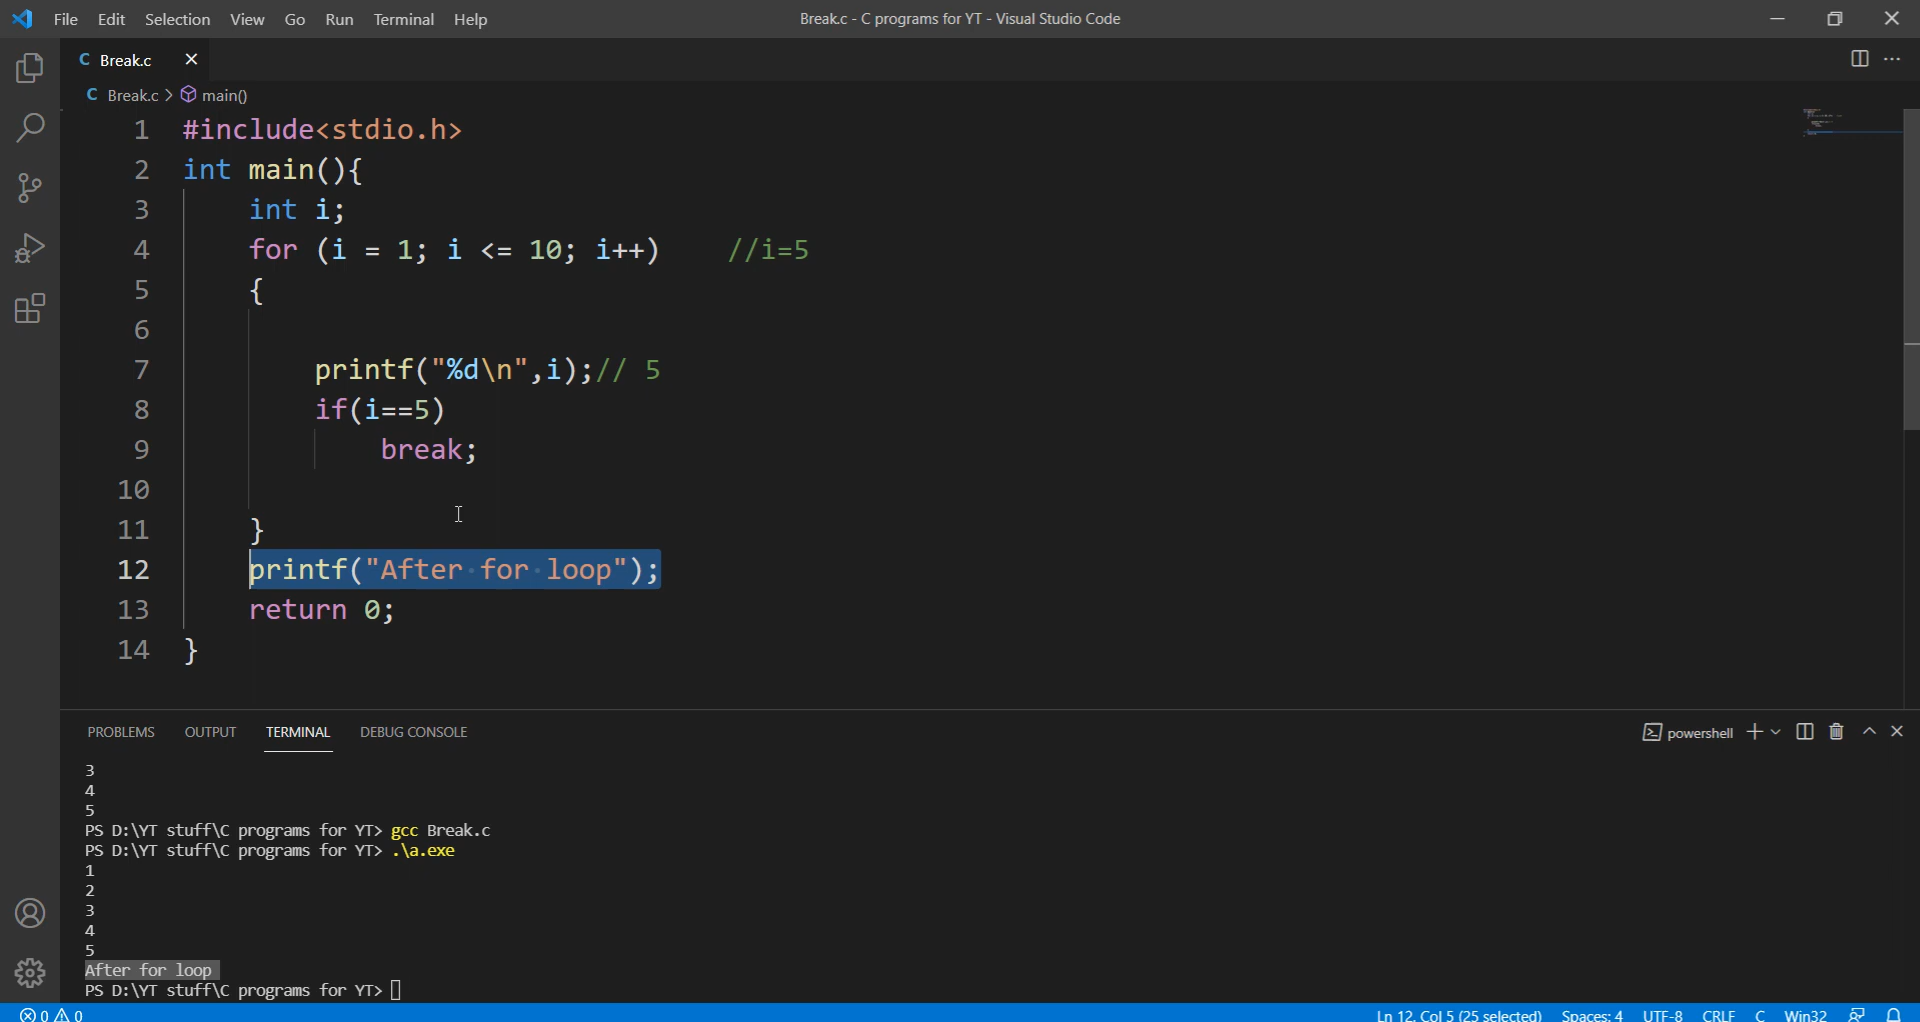 File Edit Selection View Go Run Terminal Help Break.c - C programs for YT - Visual Studio Code
C Break.c
C Break.c > main()
1 #include<stdio.h>
2 int main(){
3 int i;
4 for (i = 1; i <= 10; i++) //i=5
5 {
6
7 printf("%d\n",i);// 5
8 if(i==5)
9 break;
10
11 }
12 printf("After for loop");
13 return 0;
14 }
PROBLEMS OUTPUT TERMINAL DEBUG CONSOLE powershell
3
4
5
PS D:\YT stuff\C programs for YT> gcc Break.c
PS D:\YT stuff\C programs for YT> .\a.exe
1
2
3
4
5
After for loop
PS D:\YT stuff\C programs for YT>
0 0 Ln 12, Col 5 (25 selected) Spaces: 4 UTF-8 CRLF C Win32